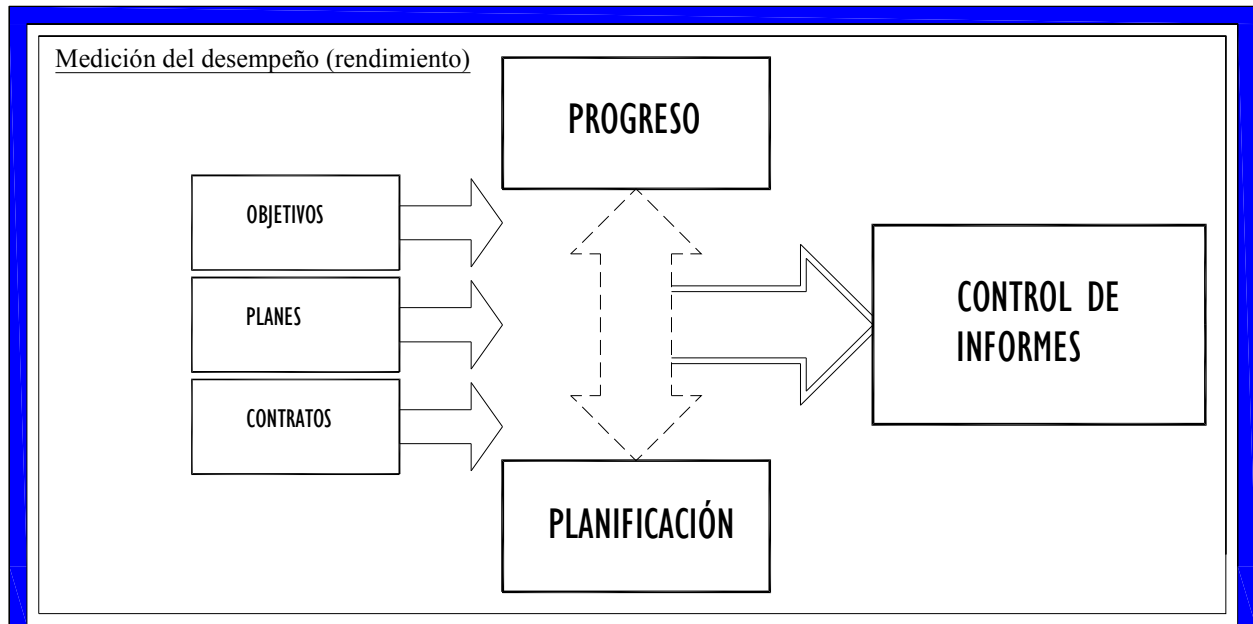 Medición del desempeño (rendimiento)
PROGRESO
OBJETIVOS
PLANES
CONTRATOS
CONTROL DE
INFORMES
PLANIFICACIÓN